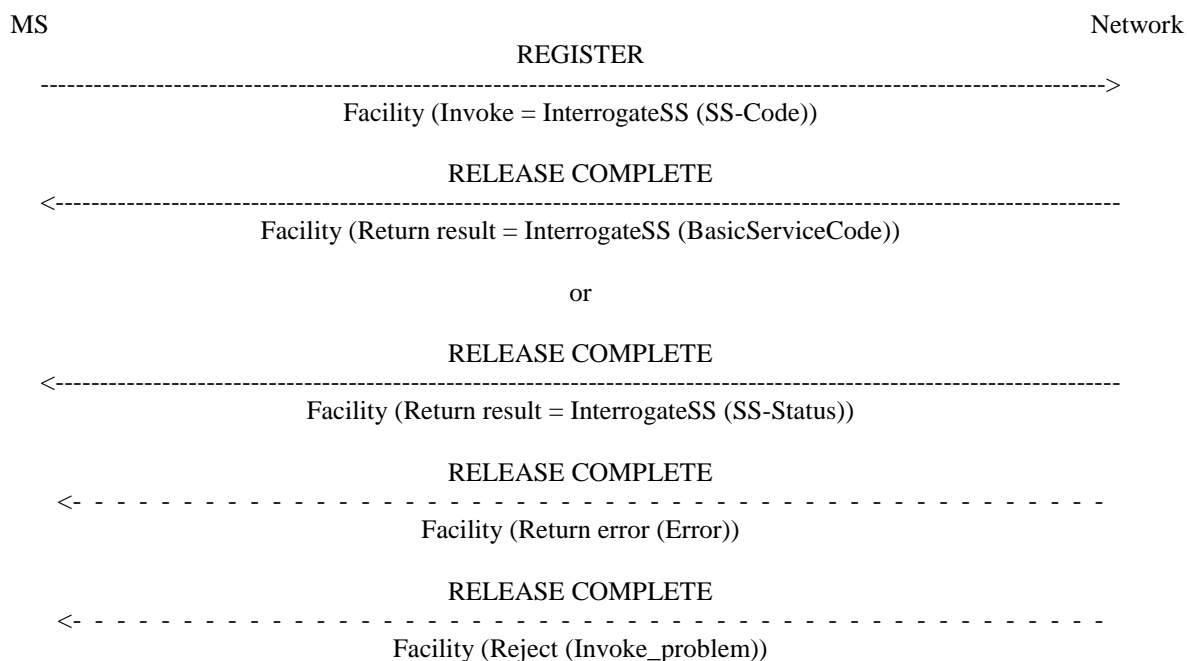 MS Network
REGISTER
------------------------------------------------------------------------------------------------------------------------>
Facility (Invoke = InterrogateSS (SS-Code))
RELEASE COMPLETE
<------------------------------------------------------------------------------------------------------------------------
Facility (Return result = InterrogateSS (BasicServiceCode))
or
RELEASE COMPLETE
<------------------------------------------------------------------------------------------------------------------------
Facility (Return result = InterrogateSS (SS-Status))
RELEASE COMPLETE
<- - - - - - - - - - - - - - - - - - - - - - - - - - - - - - - - - - - - - - - - - - - - - - - -
Facility (Return error (Error))
RELEASE COMPLETE
<- - - - - - - - - - - - - - - - - - - - - - - - - - - - - - - - - - - - - - - - - - - - - - - -
Facility (Reject (Invoke_problem))